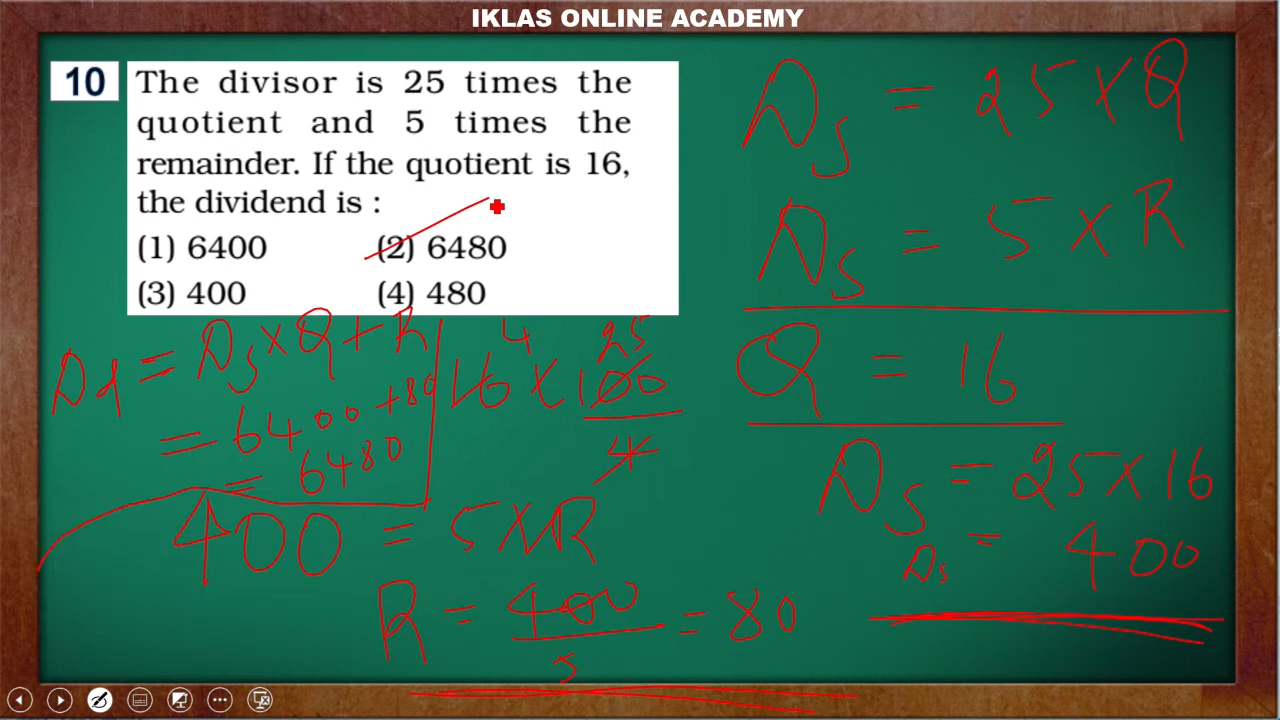 IKLAS ONLINE ACADEMY
10
The divisor is 25 times the
quotient and 5 times the
remainder. If the quotient is 16,
the dividend is :
(1) 6400 (2) 6480
(3) 400 (4) 480
Ds = 25 × Q
Ds = 5 × R
Q = 16
Ds = 25 × 16
Ds = 400
Dd = Ds × Q + R
= 6400 + 80
= 6480
4 25
16 × 100
4
400 = 5 × R
R = 400 = 80
5